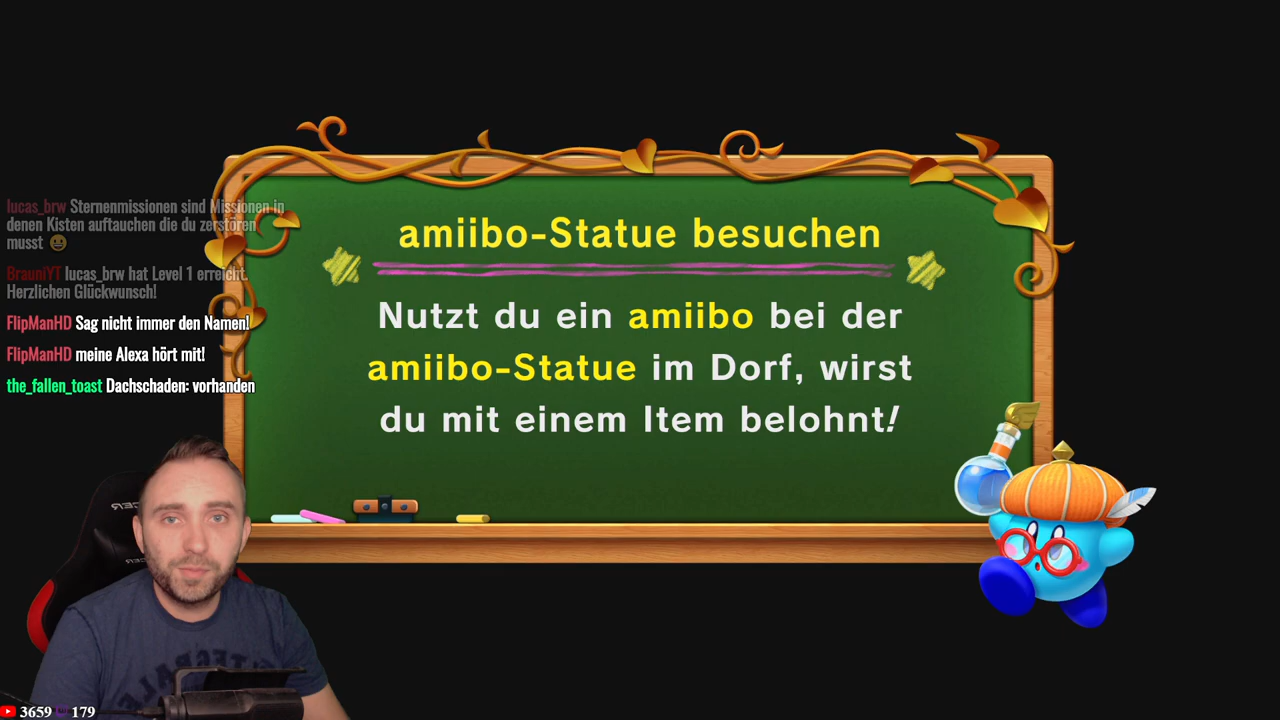 amiibo-Statue besuchen
Nutzt du ein amiibo bei der
amiibo-Statue im Dorf, wirst
du mit einem Item belohnt!
lucas_brw Sternenmissionen sind Missionen in
denen Kisten auftauchen die du zerstören
musst 😀
BrauniYT lucas_brw hat Level 1 erreicht.
Herzlichen Glückwunsch!
FlipManHD Sag nicht immer den Namen!
FlipManHD meine Alexa hört mit!
the_fallen_toast Dachschaden: vorhanden
3659 179